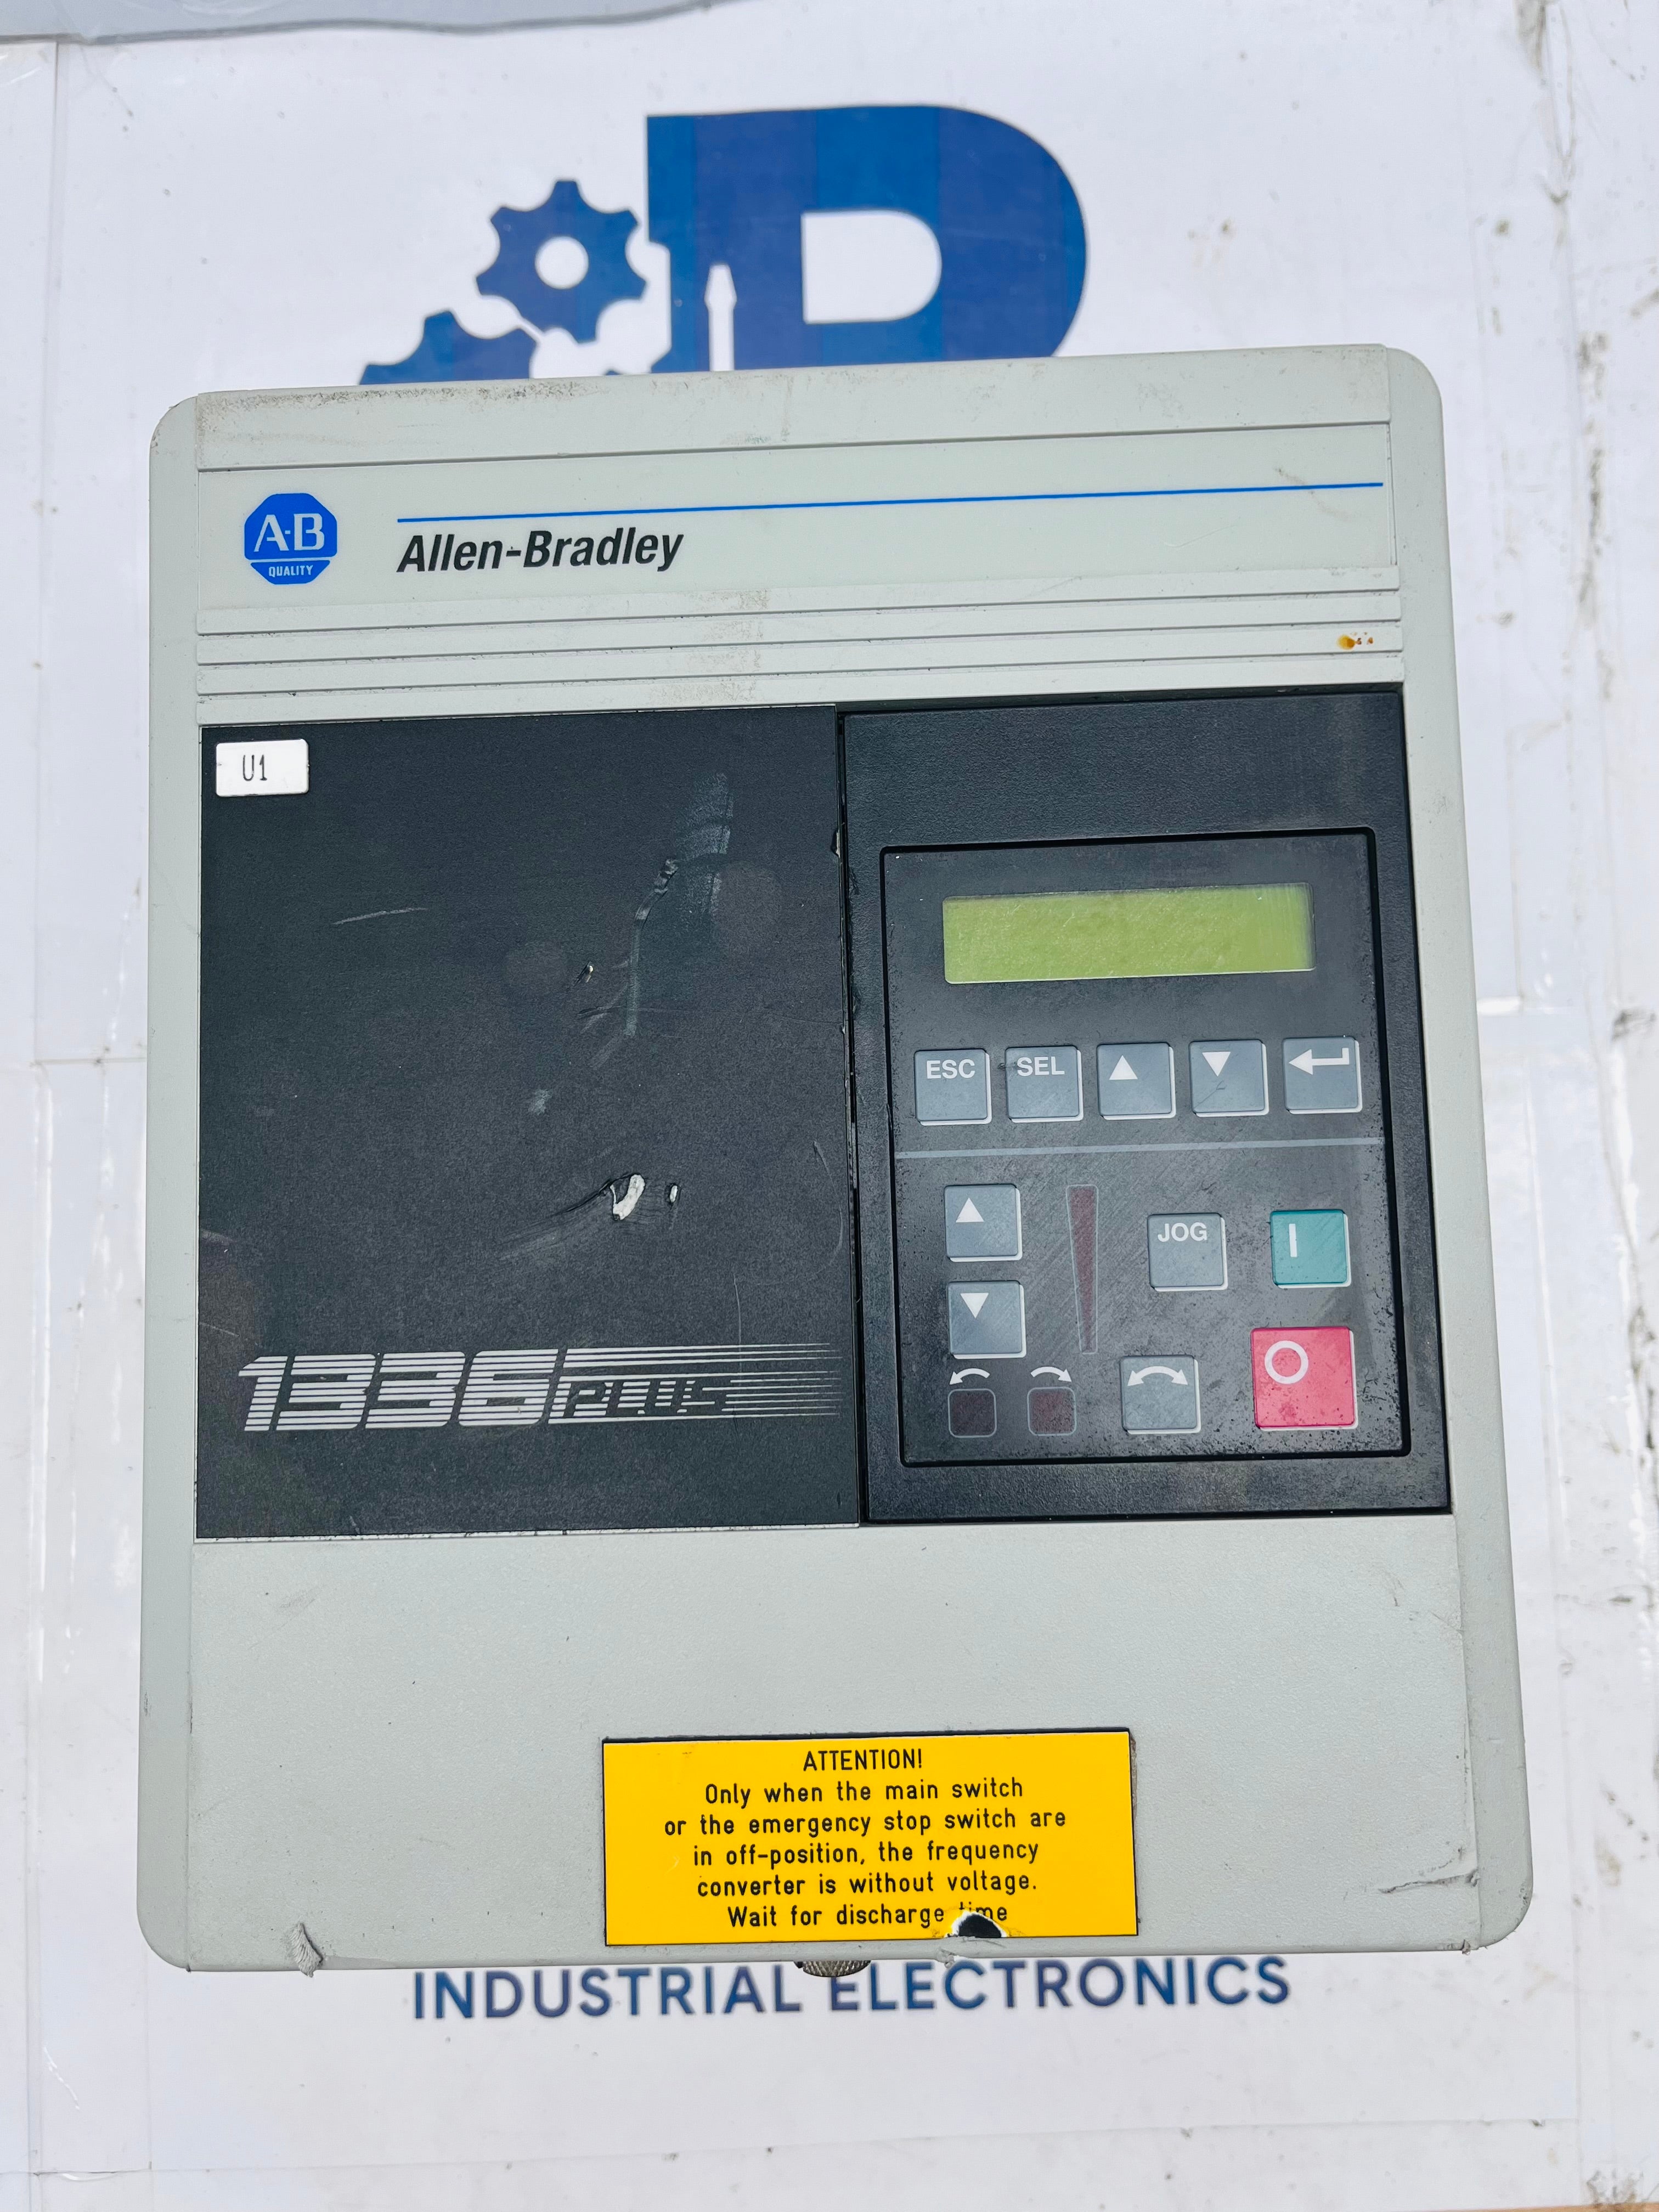 A-B
QUALITY
Allen-Bradley
U1
ESC
SEL
JOG
1336 PLUS
ATTENTION!
Only when the main switch
or the emergency stop switch are
in off-position, the frequency
converter is without voltage.
Wait for discharge time
INDUSTRIAL ELECTRONICS